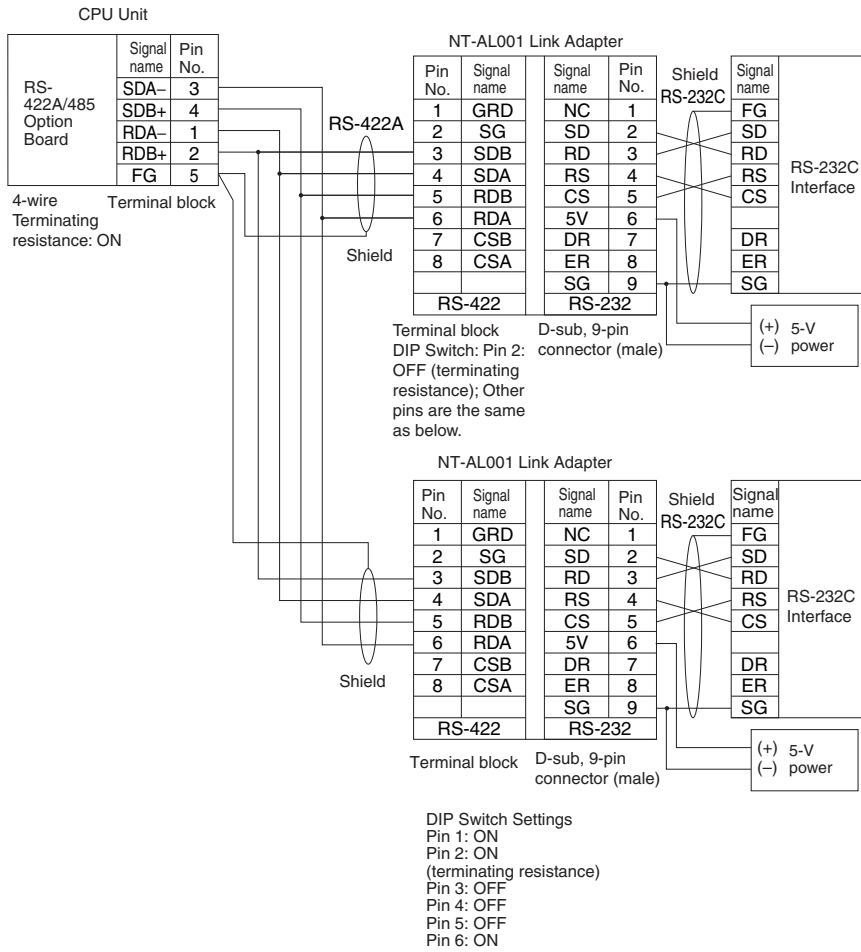 CPU Unit
RS-
422A/485
Option
Board
Signal name Pin No.
SDA– 3
SDB+ 4
RDA– 1
RDB+ 2
FG 5
4-wire
Terminating
resistance: ON
Terminal block
RS-422A
Shield
NT-AL001 Link Adapter
Pin No. Signal name Signal name Pin No.
1 GRD NC 1
2 SG SD 2
3 SDB RD 3
4 SDA RS 4
5 RDB CS 5
6 RDA 5V 6
7 CSB DR 7
8 CSA ER 8
SG 9
RS-422 RS-232
Shield
RS-232C
Signal name
FG
SD
RD
RS
CS
DR
ER
SG
RS-232C
Interface
(+) 5-V
(–) power
Terminal block
DIP Switch: Pin 2:
OFF (terminating
resistance); Other
pins are the same
as below.
D-sub, 9-pin
connector (male)
NT-AL001 Link Adapter
Pin No. Signal name Signal name Pin No.
1 GRD NC 1
2 SG SD 2
3 SDB RD 3
4 SDA RS 4
5 RDB CS 5
6 RDA 5V 6
7 CSB DR 7
8 CSA ER 8
SG 9
RS-422 RS-232
Shield
Shield
RS-232C
Signal name
FG
SD
RD
RS
CS
DR
ER
SG
RS-232C
Interface
(+) 5-V
(–) power
Terminal block
D-sub, 9-pin
connector (male)
DIP Switch Settings
Pin 1: ON
Pin 2: ON
(terminating resistance)
Pin 3: OFF
Pin 4: OFF
Pin 5: OFF
Pin 6: ON